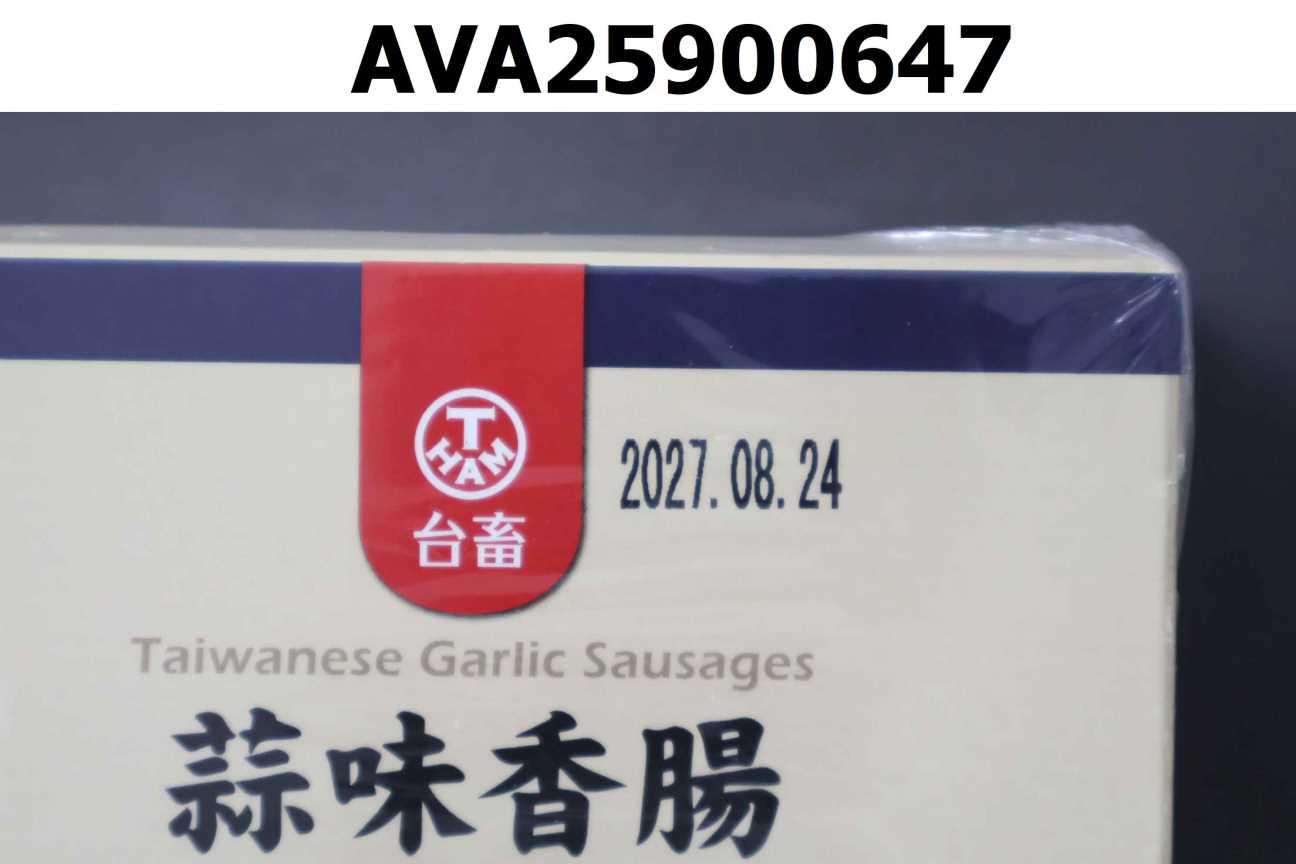 AVA25900647
T
HAM
台畜
2027.08.24
Taiwanese Garlic Sausages
蒜味香腸